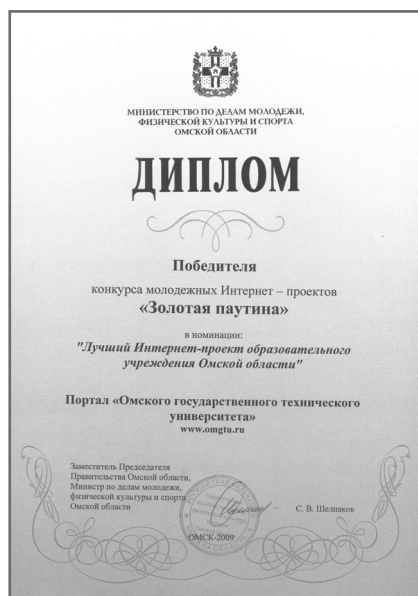 МИНИСТЕРСТВО ПО ДЕЛАМ МОЛОДЕЖИ,
ФИЗИЧЕСКОЙ КУЛЬТУРЫ И СПОРТА
ОМСКОЙ ОБЛАСТИ
ДИПЛОМ
Победителя
конкурса молодежных Интернет – проектов
«Золотая паутина»
в номинации:
"Лучший Интернет-проект образовательного
учреждения Омской области"
Портал «Омского государственного технического
университета»
www.omgtu.ru
Заместитель Председателя
Правительства Омской области,
Министр по делам молодежи,
физической культуры и спорта
Омской области
С. В. Шелпаков
ОМСК-2009